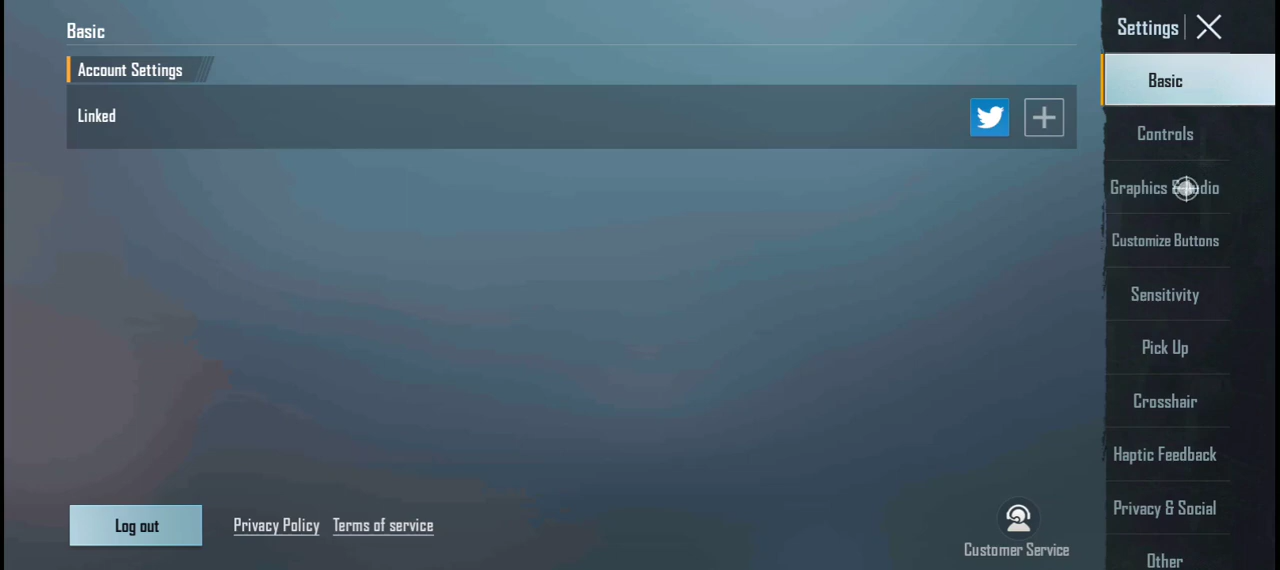 Basic
Account Settings
Linked
Log out
Privacy Policy
Terms of service
Customer Service
Settings
Basic
Controls
Graphics & Audio
Customize Buttons
Sensitivity
Pick Up
Crosshair
Haptic Feedback
Privacy & Social
Other